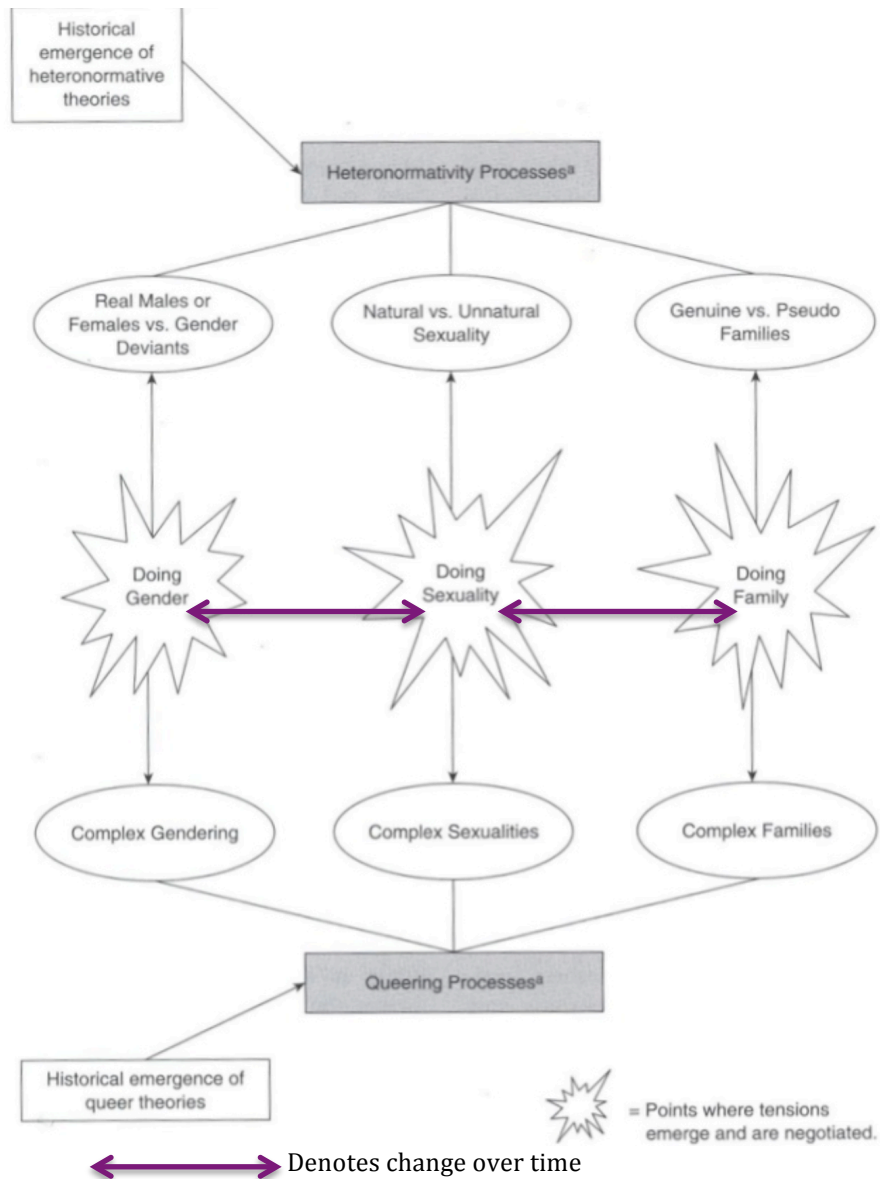 Historical
emergence of
heteronormative
theories
Heteronormativity Processesᵃ
Real Males or
Females vs. Gender
Deviants
Natural vs. Unnatural
Sexuality
Genuine vs. Pseudo
Families
Doing
Gender
Doing
Sexuality
Doing
Family
Complex Gendering
Complex Sexualities
Complex Families
Queering Processesᵃ
Historical emergence of
queer theories
= Points where tensions
emerge and are negotiated.
Denotes change over time